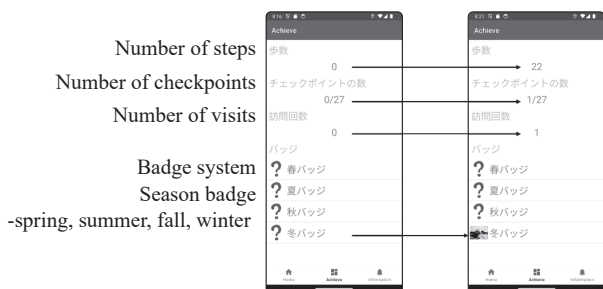 Number of steps
Number of checkpoints
Number of visits
Badge system
Season badge
-spring, summer, fall, winter
8:16
Achieve
歩数
0
チェックポイントの数
0/27
訪問回数
0
バッジ
? 春バッジ
? 夏バッジ
? 秋バッジ
? 冬バッジ
Home Achieve Information
8:21
Achieve
歩数
22
チェックポイントの数
1/27
訪問回数
1
バッジ
? 春バッジ
? 夏バッジ
? 秋バッジ
冬バッジ
Home Achieve Information